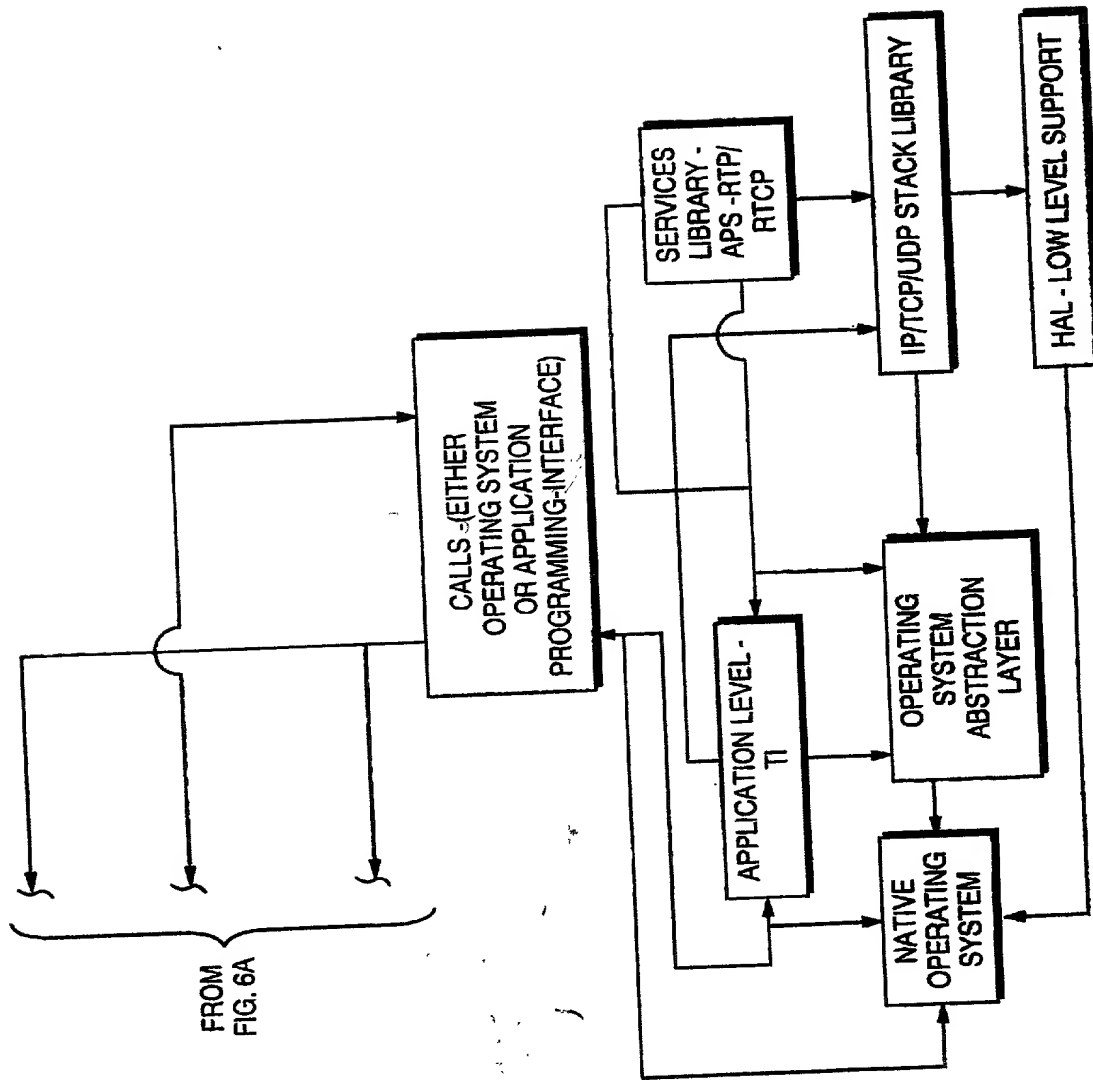 FROM
FIG. 6A
CALLS-(EITHER
OPERATING SYSTEM
OR APPLICATION
PROGRAMMING-INTERFACE)
SERVICES
LIBRARY -
APS -RTP/
RTCP
APPLICATION LEVEL-
TI
IP/TCP/UDP STACK LIBRARY
NATIVE
OPERATING
SYSTEM
OPERATING
SYSTEM
ABSTRACTION
LAYER
HAL - LOW LEVEL SUPPORT